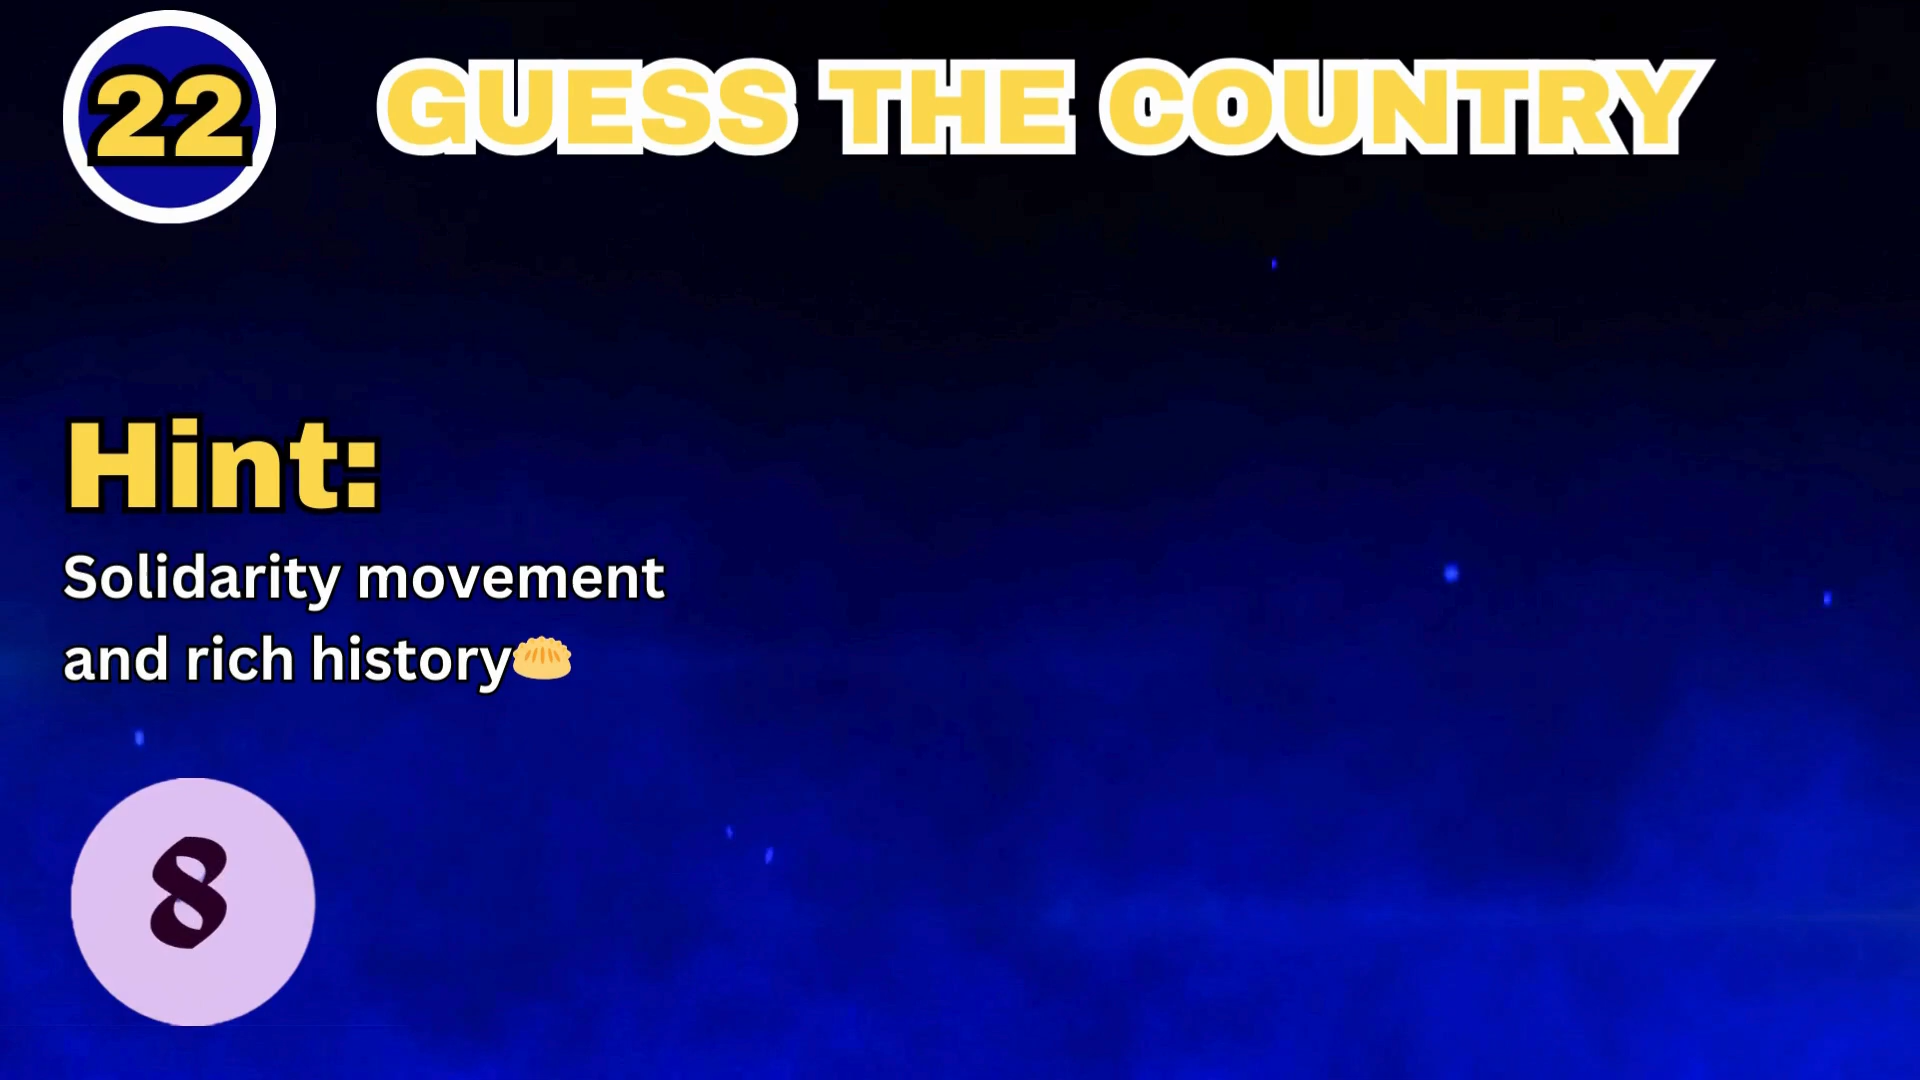 22
GUESS THE COUNTRY
Hint:
Solidarity movement
and rich history🥟
8